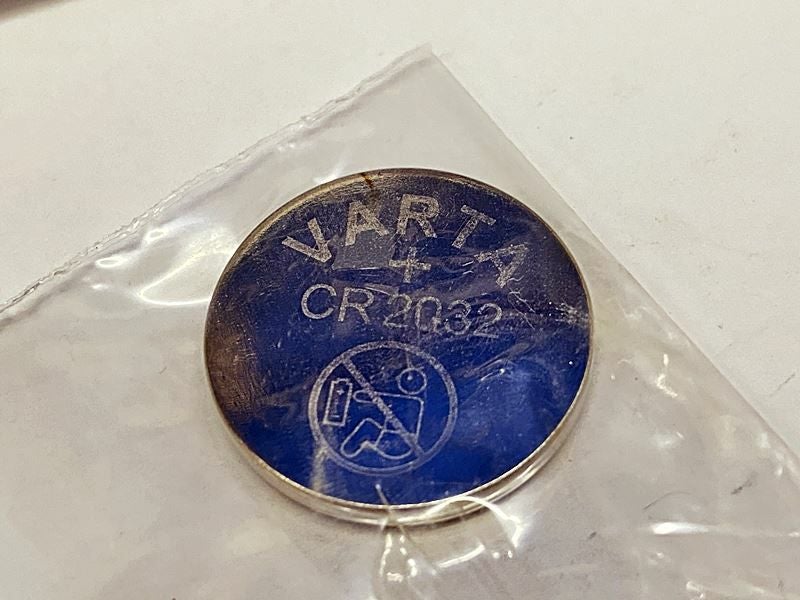 VARTA
+
CR 2032